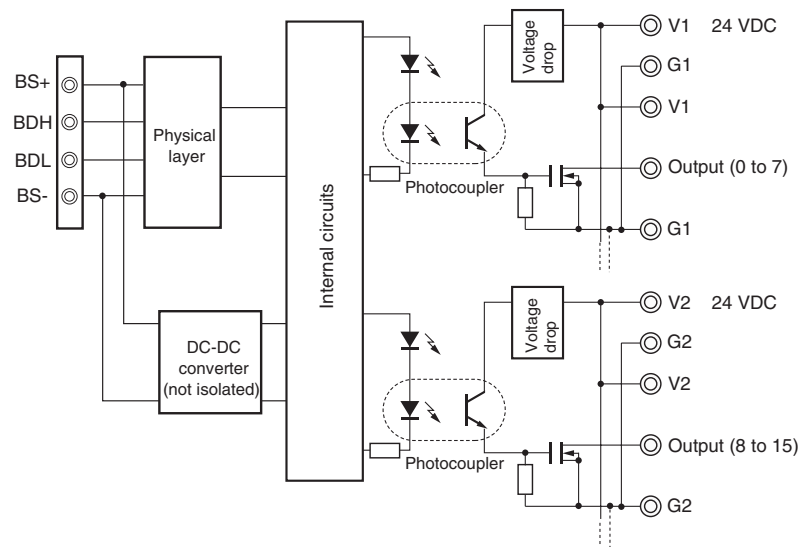 BS+
BDH
BDL
BS-
Physical
layer
DC-DC
converter
(not isolated)
Internal circuits
Photocoupler
Voltage
drop
V1 24 VDC
G1
V1
Output (0 to 7)
G1
Photocoupler
Voltage
drop
V2 24 VDC
G2
V2
Output (8 to 15)
G2